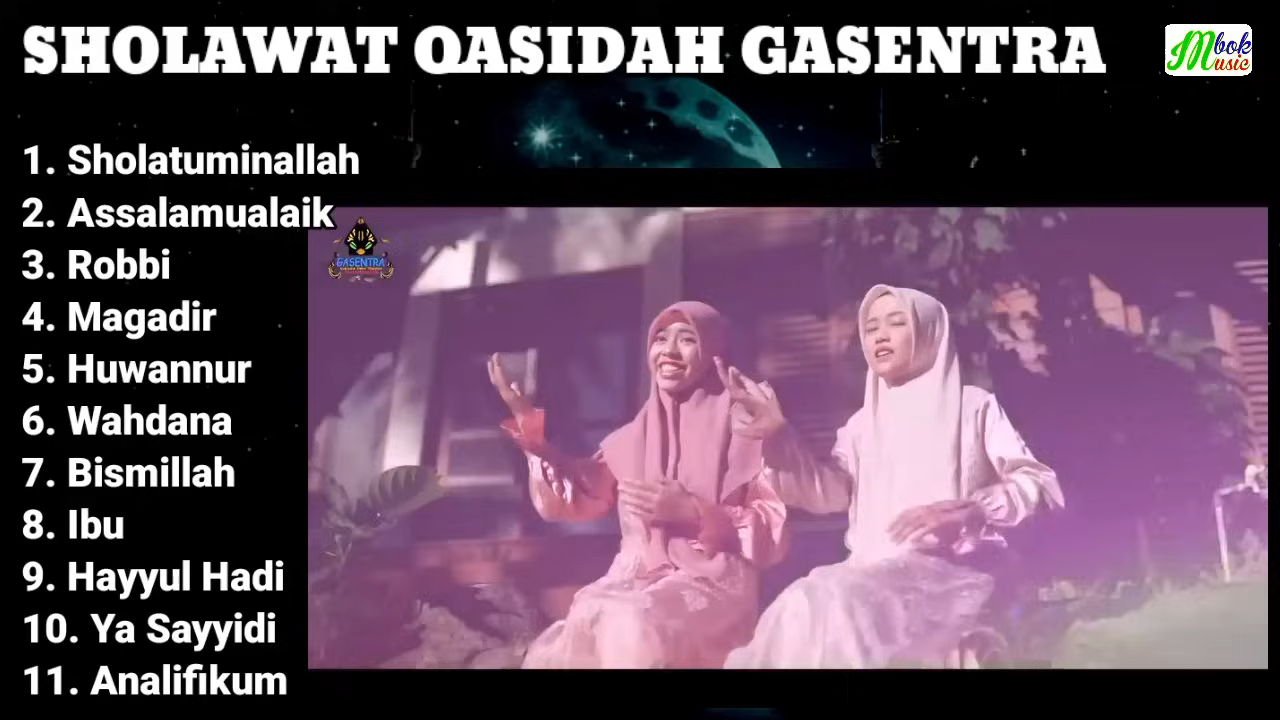 SHOLAWAT QASIDAH GASENTRA
Mbok
Music
1. Sholatuminallah
2. Assalamualaik
3. Robbi
4. Magadir
5. Huwannur
6. Wahdana
7. Bismillah
8. Ibu
9. Hayyul Hadi
10. Ya Sayyidi
11. Analifikum
GASENTRA